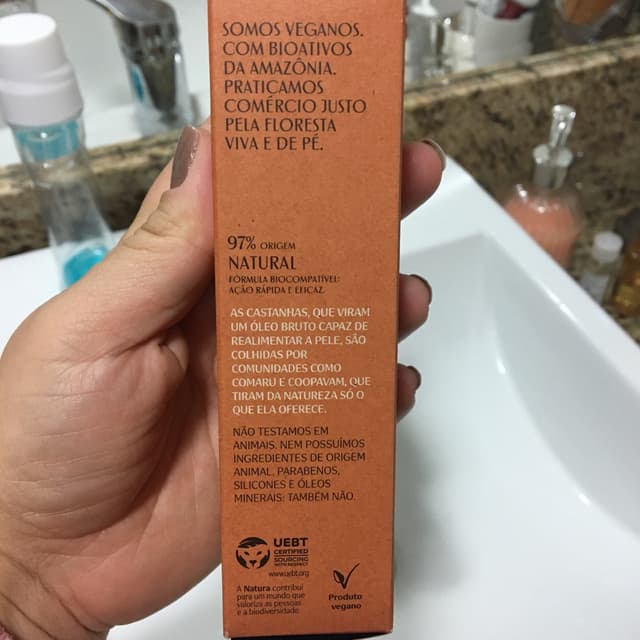 SOMOS VEGANOS.
COM BIOATIVOS
DA AMAZÔNIA.
PRATICAMOS
COMÉRCIO JUSTO
PELA FLORESTA
VIVA E DE PÉ.
97% ORIGEM
NATURAL
FÓRMULA BIOCOMPATÍVEL:
AÇÃO RÁPIDA E EFICAZ.
AS CASTANHAS, QUE VIRAM
UM ÓLEO BRUTO CAPAZ DE
REALIMENTAR A PELE, SÃO
COLHIDAS POR
COMUNIDADES COMO
COMARU E COOPAVAM, QUE
TIRAM DA NATUREZA SÓ O
QUE ELA OFERECE.
NÃO TESTAMOS EM
ANIMAIS. NEM POSSUÍMOS
INGREDIENTES DE ORIGEM
ANIMAL. PARABENOS,
SILICONES E ÓLEOS
MINERAIS: TAMBÉM NÃO.
UEBT
CERTIFIED
SOURCING
WITH RESPECT
www.uebt.org
A Natura contribui
para um mundo que
valoriza as pessoas
e a biodiversidade.
Produto
vegano